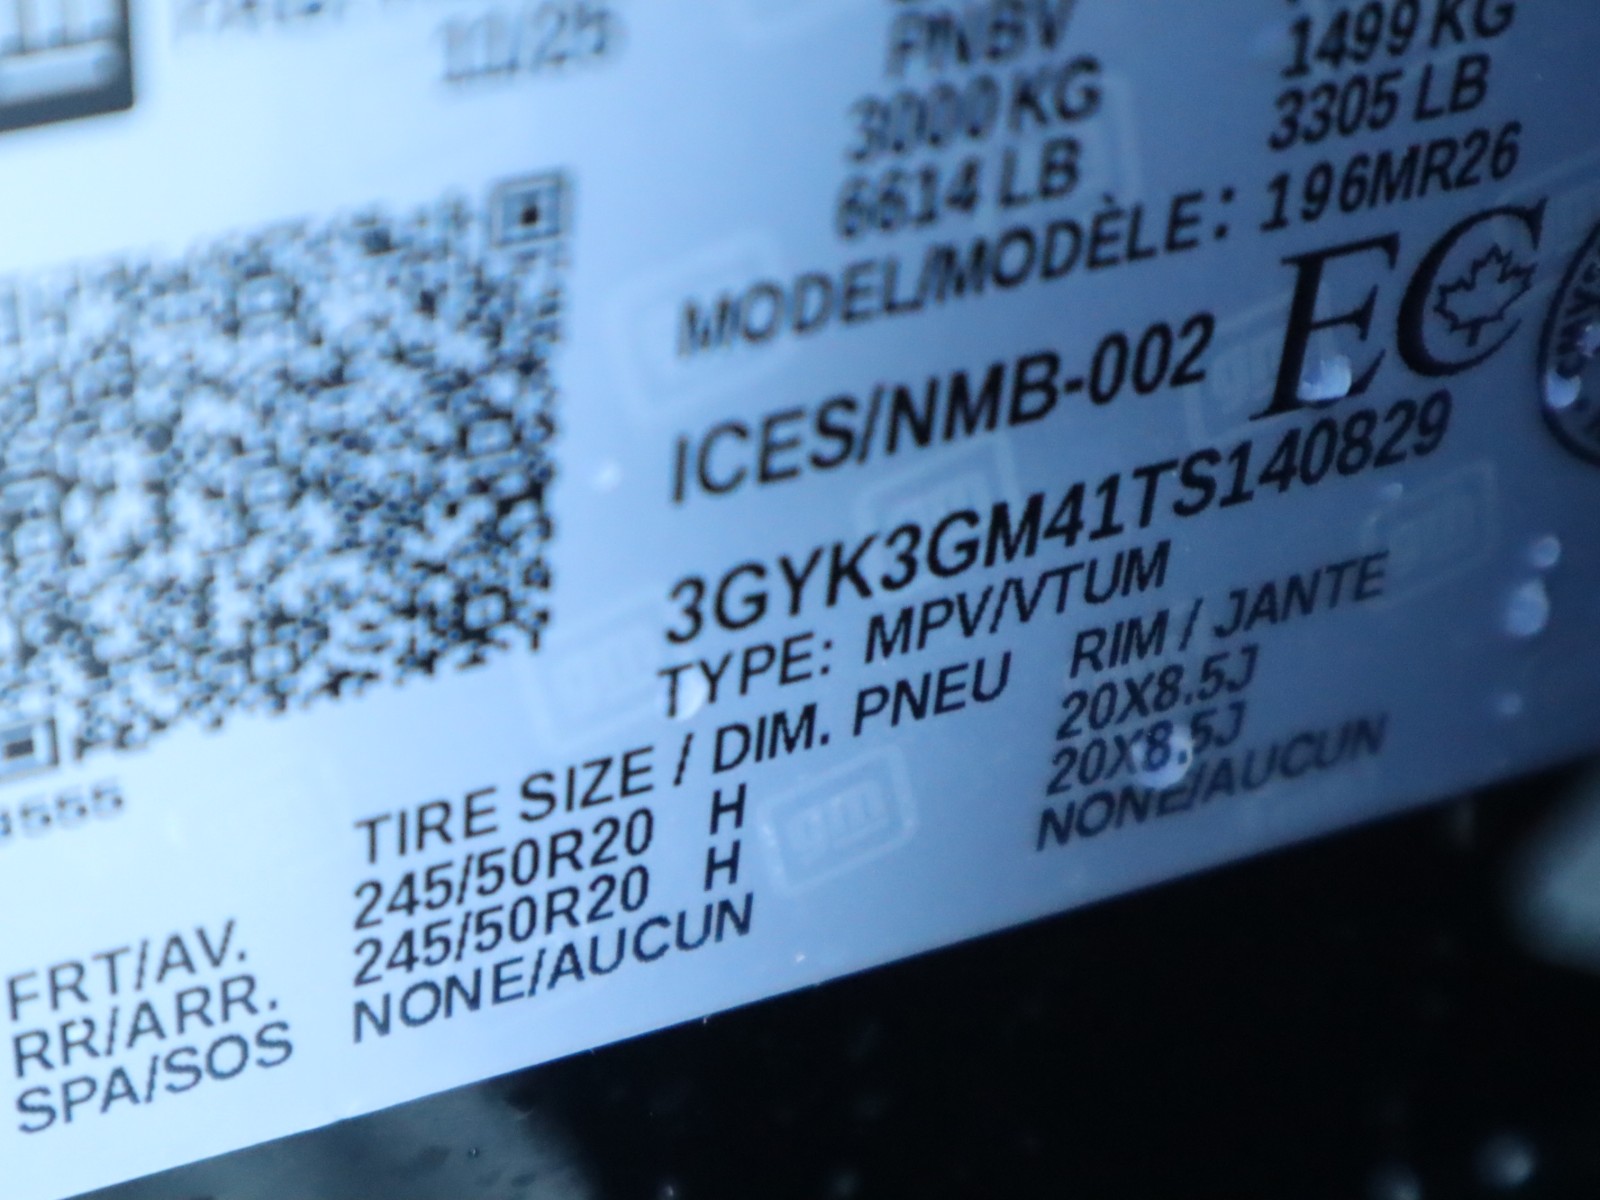 11/25
PNBV
3000 KG
1499 KG
6614 LB
3305 LB
MODEL/MODÈLE: 196MR26
ICES/NMB-002
EC
3GYK3GM41TS140829
TYPE: MPV/VTUM
TIRE SIZE / DIM. PNEU RIM / JANTE
FRT/AV. 245/50R20 H 20X8.5J
RR/ARR. 245/50R20 H 20X8.5J
SPA/SOS NONE/AUCUN NONE/AUCUN
gm